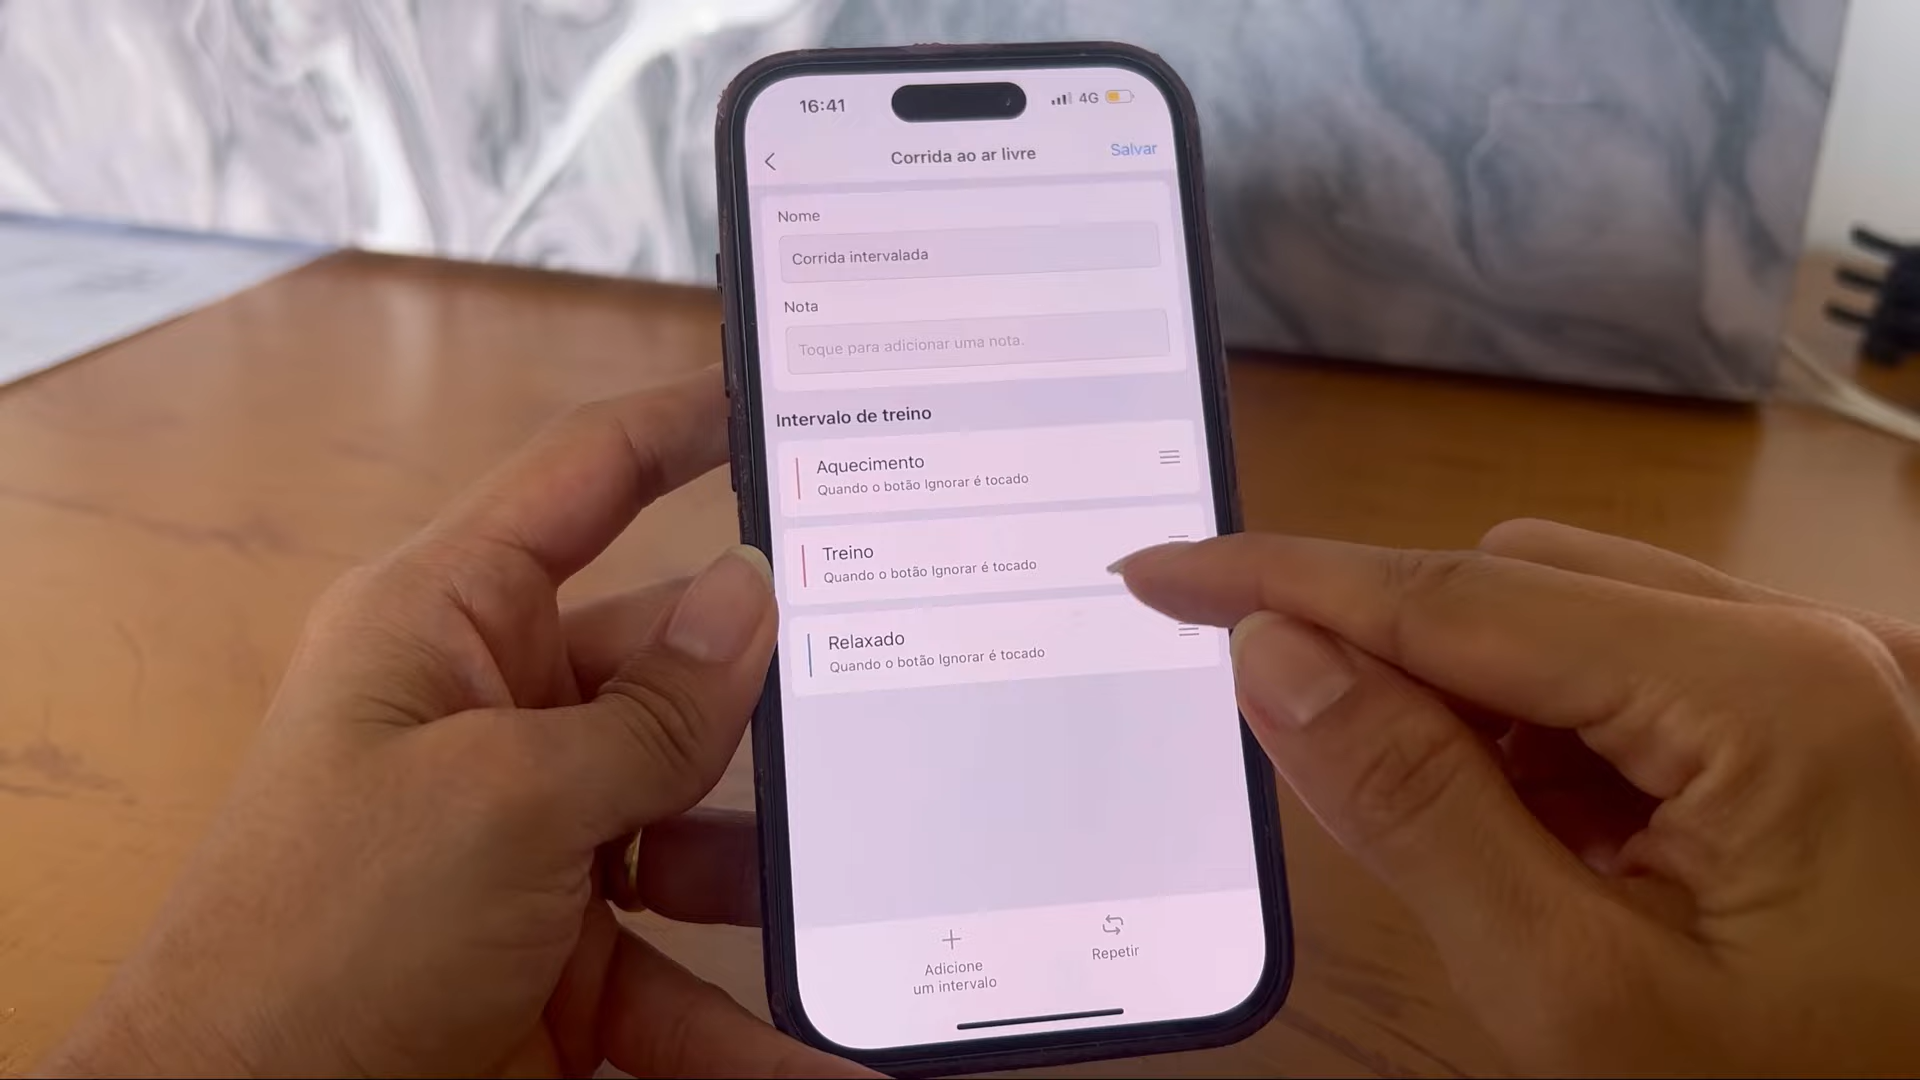 16:41
4G
Corrida ao ar livre
Salvar
Nome
Corrida intervalada
Nota
Toque para adicionar uma nota.
Intervalo de treino
Aquecimento
Quando o botão Ignorar é tocado
Treino
Quando o botão Ignorar é tocado
Relaxado
Quando o botão Ignorar é tocado
Adicione
um intervalo
Repetir